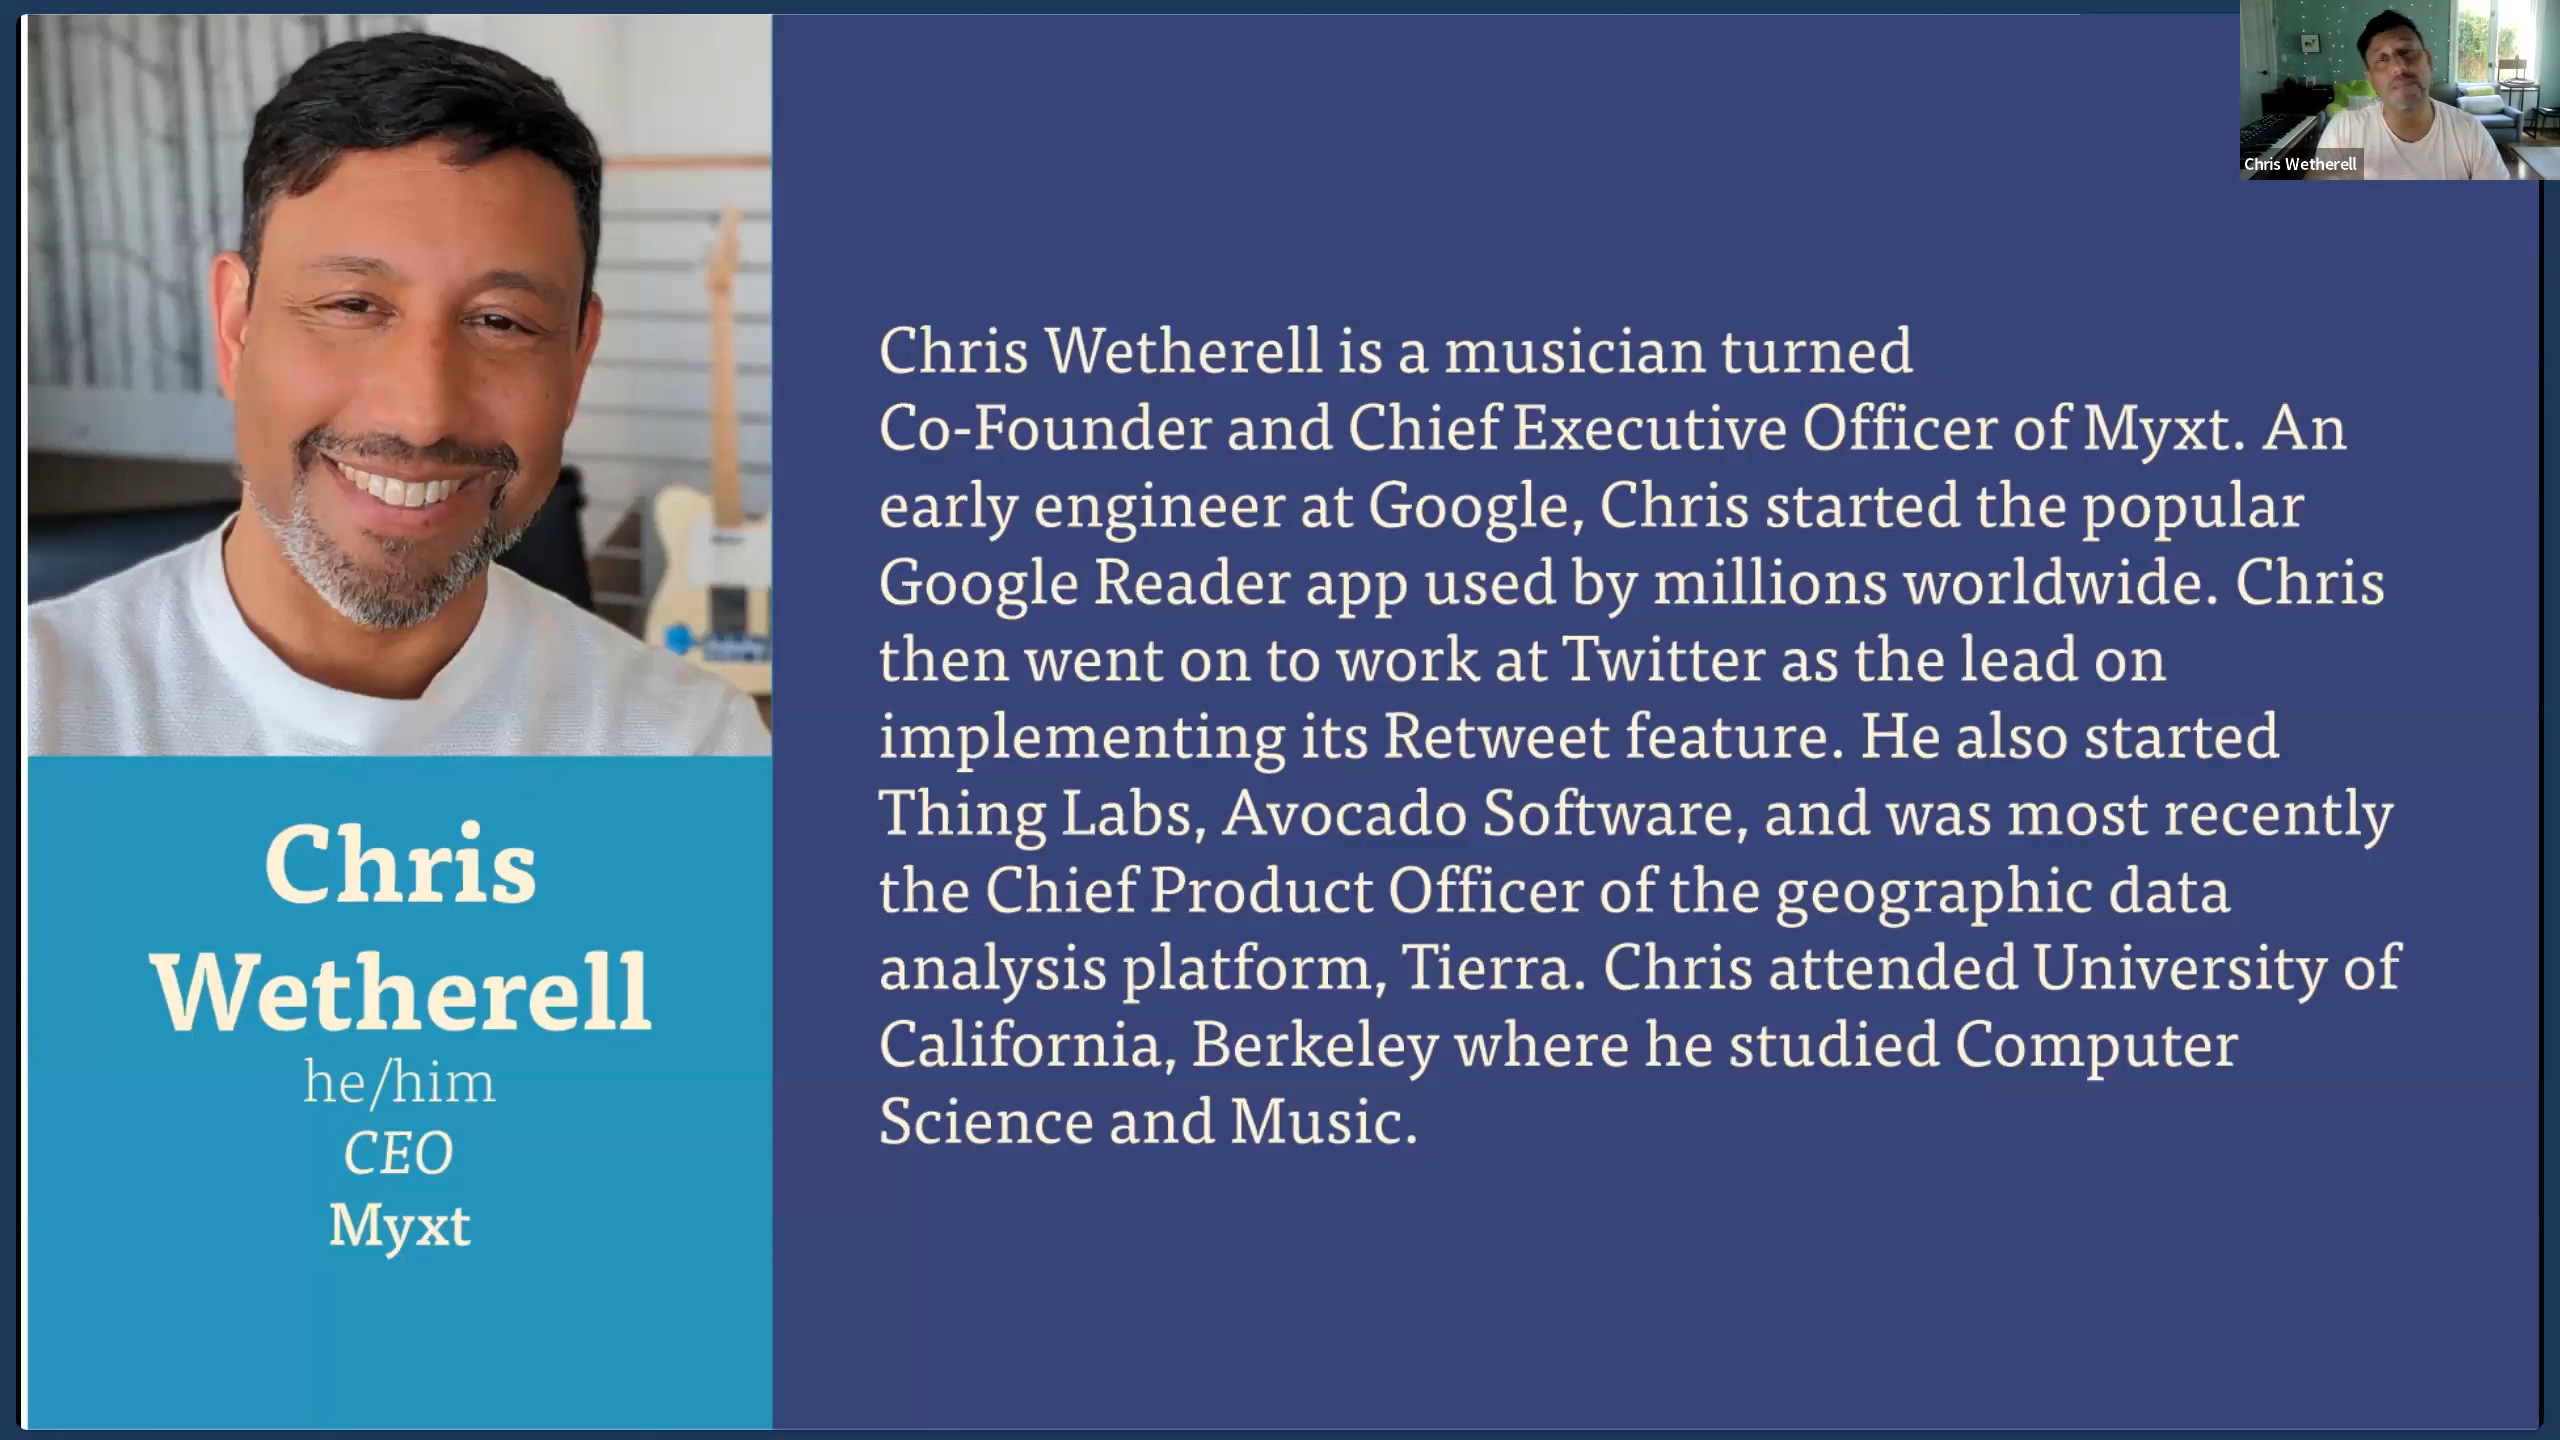 Chris
Wetherell
he/him
CEO
Myxt
Chris Wetherell is a musician turned
Co-Founder and Chief Executive Officer of Myxt. An
early engineer at Google, Chris started the popular
Google Reader app used by millions worldwide. Chris
then went on to work at Twitter as the lead on
implementing its Retweet feature. He also started
Thing Labs, Avocado Software, and was most recently
the Chief Product Officer of the geographic data
analysis platform, Tierra. Chris attended University of
California, Berkeley where he studied Computer
Science and Music.
Chris Wetherell